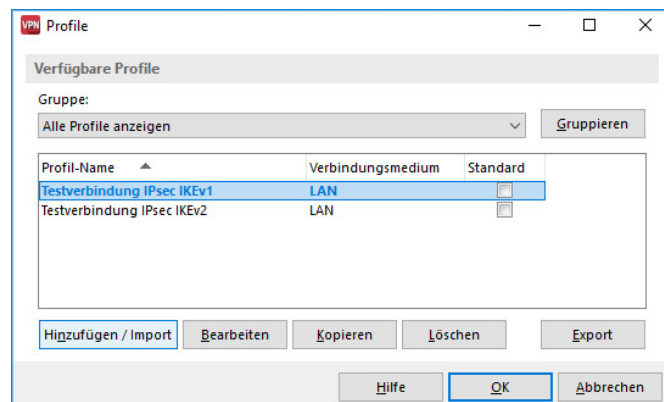 VPN Profile
Verfügbare Profile
Gruppe:
Alle Profile anzeigen Gruppieren
Profil-Name Verbindungsmedium Standard
Testverbindung IPsec IKEv1 LAN
Testverbindung IPsec IKEv2 LAN
Hinzufügen / Import Bearbeiten Kopieren Löschen Export
Hilfe OK Abbrechen